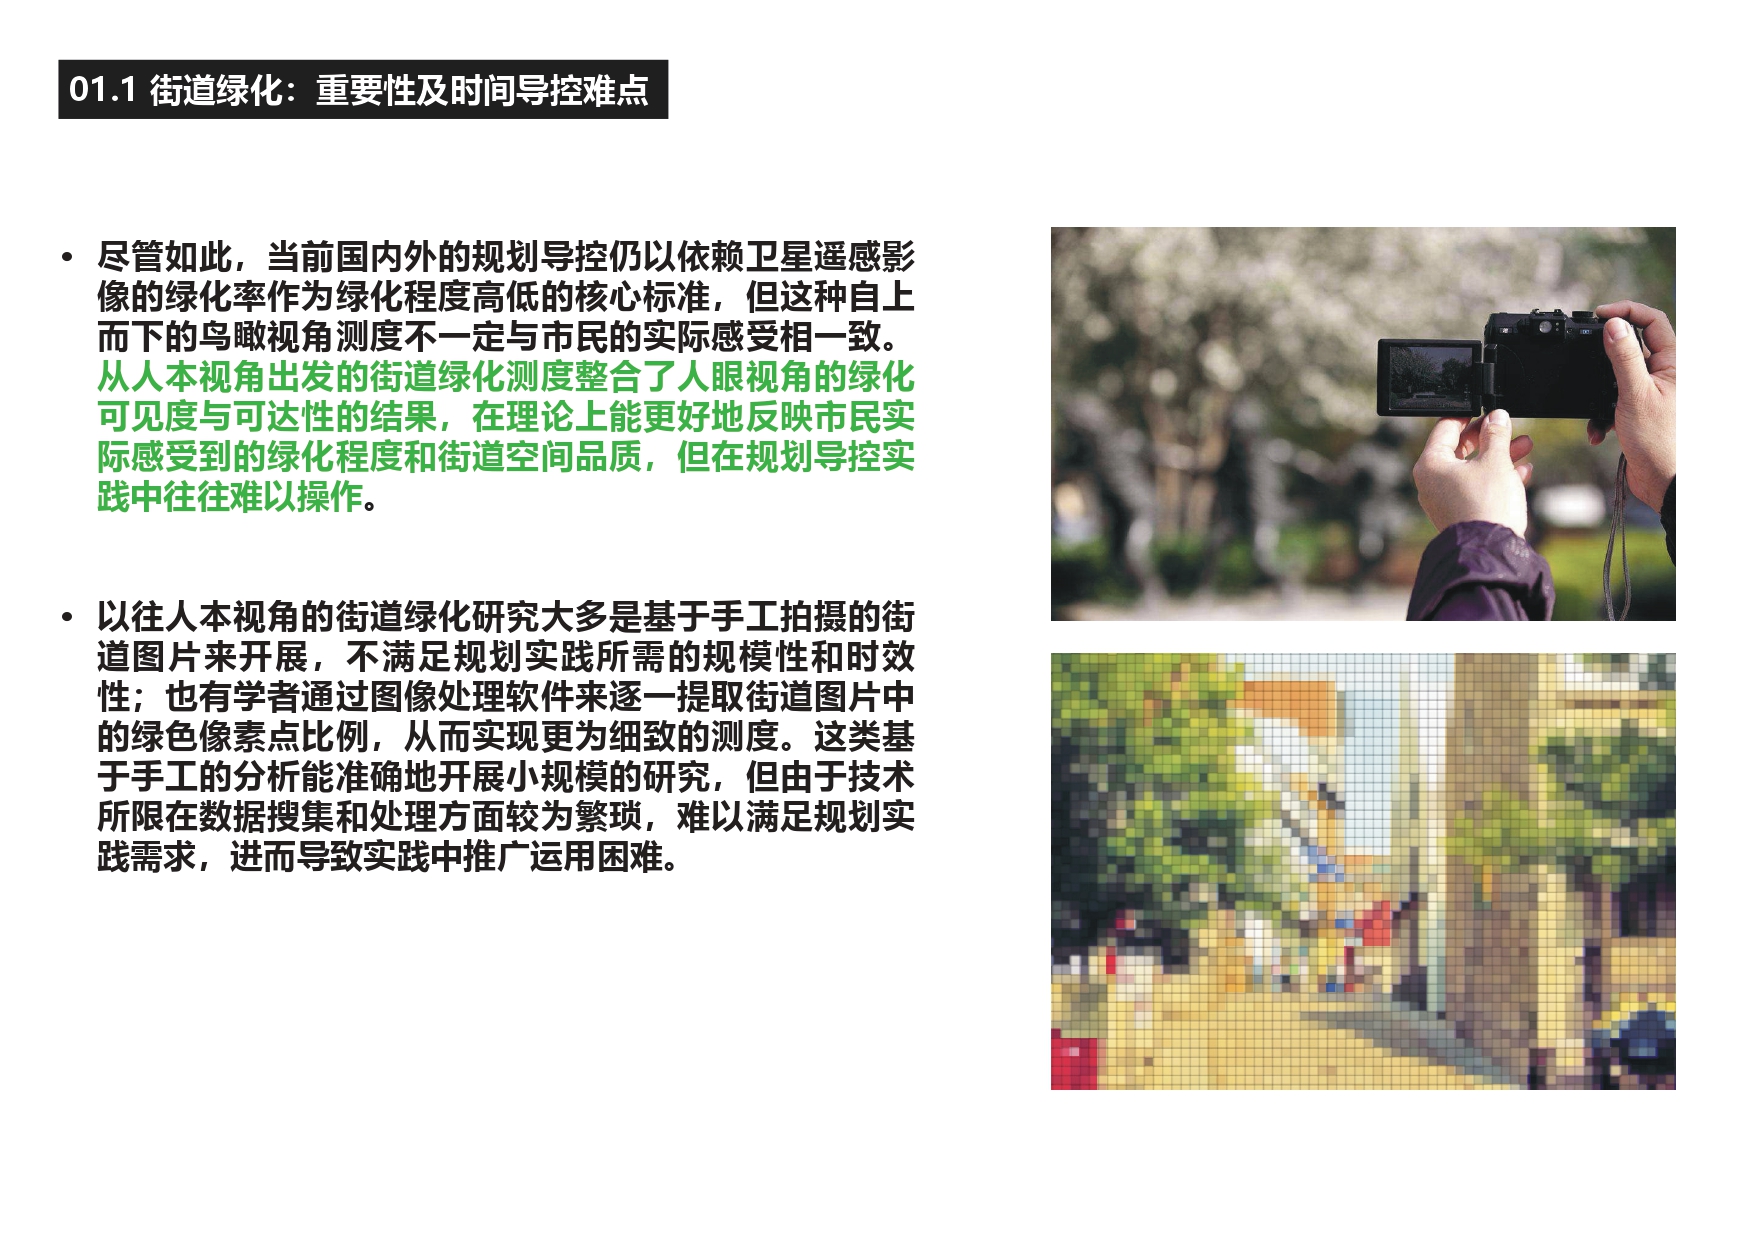 01.1 街道绿化：重要性及时间导控难点
• 尽管如此，当前国内外的规划导控仍以依赖卫星遥感影
像的绿化率作为绿化程度高低的核心标准，但这种自上
而下的鸟瞰视角测度不一定与市民的实际感受相一致。
从人本视角出发的街道绿化测度整合了人眼视角的绿化
可见度与可达性的结果，在理论上能更好地反映市民实
际感受到的绿化程度和街道空间品质，但在规划导控实
践中往往难以操作。
• 以往人本视角的街道绿化研究大多是基于手工拍摄的街
道图片来开展，不满足规划实践所需的规模性和时效
性；也有学者通过图像处理软件来逐一提取街道图片中
的绿色像素点比例，从而实现更为细致的测度。这类基
于手工的分析能准确地开展小规模的研究，但由于技术
所限在数据搜集和处理方面较为繁琐，难以满足规划实
践需求，进而导致实践中推广运用困难。